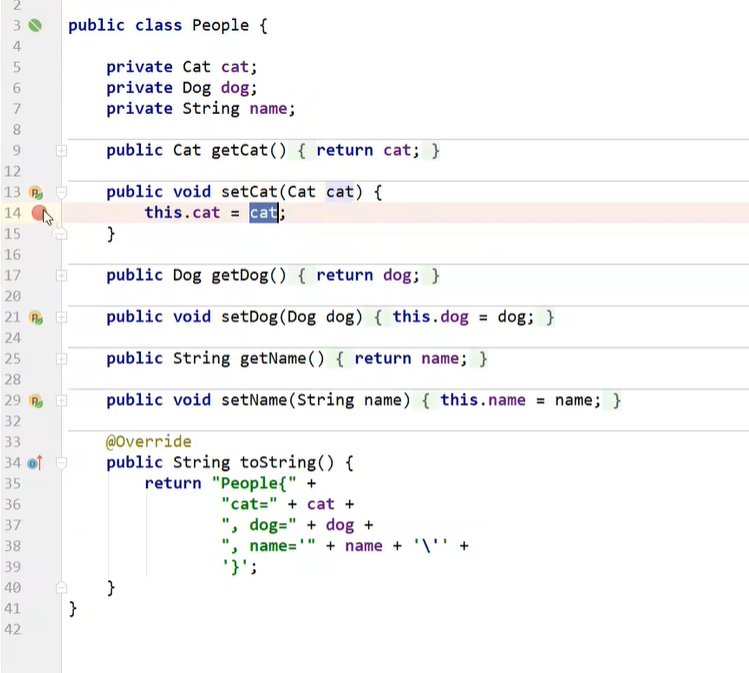 2
3 public class People {
4
5 private Cat cat;
6 private Dog dog;
7 private String name;
8
9 public Cat getCat() { return cat; }
12
13 public void setCat(Cat cat) {
14 this.cat = cat;
15 }
16
17 public Dog getDog() { return dog; }
20
21 public void setDog(Dog dog) { this.dog = dog; }
24
25 public String getName() { return name; }
28
29 public void setName(String name) { this.name = name; }
32
33 @Override
34 public String toString() {
35 return "People{" +
36 "cat=" + cat +
37 ", dog=" + dog +
38 ", name='" + name + '\'' +
39 '}';
40 }
41 }
42